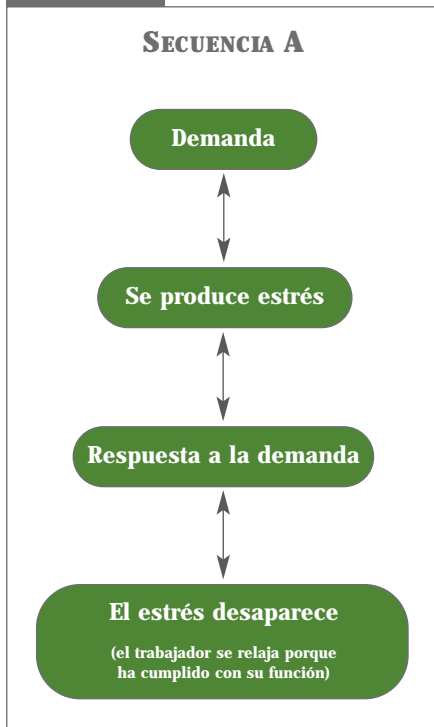 SECUENCIA A
Demanda
Se produce estrés
Respuesta a la demanda
El estrés desaparece
(el trabajador se relaja porque
ha cumplido con su función)